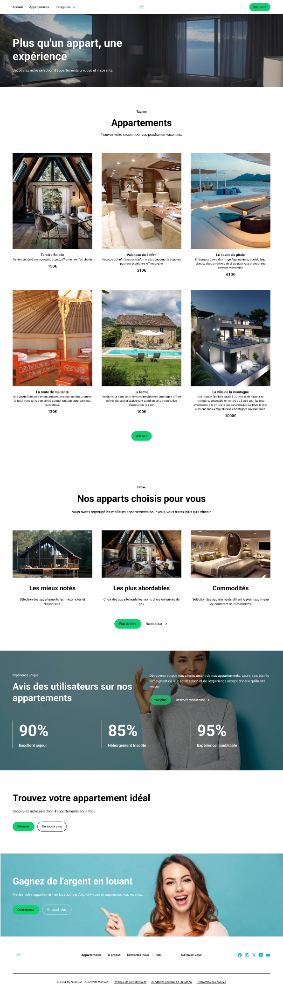 Accueil Appartements Categories Découvrir
Plus qu'un appart, une
expérience
Découvrez notre sélection d'appartements uniques et inspirants.
Tagline
Appartements
Trouvez votre cocon pour vos prochaines vacances.
Tanière Boisée
Tanière boisée d'une incroyable beauté, offrant un confort absolu
150€
Vaisseau de l'infini
Vaisseau de l'infini avec un confort et des équipements de pointe
pour une expérience IoT incroyable
510€
Le navire du pirate
Embarquez à bord d'un magnifique navire au bord de l'eau,
plongez dans un univers de pirate pour vous procurer une
aventure mémorable.
610€
La tente de ma tante
Une yourte faite avec amour, artisanat et souci du détail, comme
le ferait votre tante bien aimée qui met tout son cœur dans ses
réalisations.
120€
La ferme
Rendez-vous dans cette ferme incroyablement aménagée, offrant
calme, douceur et apaisement au milieu de la verdure, des
plantes et de l'air pur.
100€
La villa de la montagne
Une maison familiale située à 70 mètres de hauteur en
montagne, accessible en voiture ou à pied pour les plus
aventuriers. Elle offre une vue panoramique sur toute la ville,
ainsi que sur les majestueuses montagnes environnantes.
1000€
Voir tout
Filtrer
Nos apparts choisis pour vous
Nous avons regroupé les meilleurs appartements pour vous, vous n'avez plus qu'à choisir.
Les mieux notés
Sélection des appartements les mieux notés et
disponibles.
Les plus abordables
Choix des appartements les moins chers en termes de
prix
Commodités
Sélection des appartements offrant le plus haut niveau
de confort et de commodités
Plus de filtre Réinitialiser
Expérience unique
Avis des utilisateurs sur nos
appartements
Découvrez ce que nos clients disent de nos appartements. Leurs avis étoilés
témoignent de leur satisfaction et de l'expérience exceptionnelle qu'ils ont
vécue.
Voir plus Réserver maintenant
90%
Excellent séjour
85%
Hébergement Insolite
95%
Expérience inoubliable
Trouvez votre appartement idéal
Découvrez notre sélection d'appartements sous l'eau.
Réserver En savoir plus
Gagnez de l'argent en louant
Mettez votre appartement en location sur AtypickHouse et augmentez vos revenus.
Commencer En savoir plus
Appartements A propos Contactez-nous FAQ Inscrivez-vous
© 2024 AtypikHouse. Tous droits réservés. Politique de confidentialité Conditions générales d'utilisation Paramètres des cookies